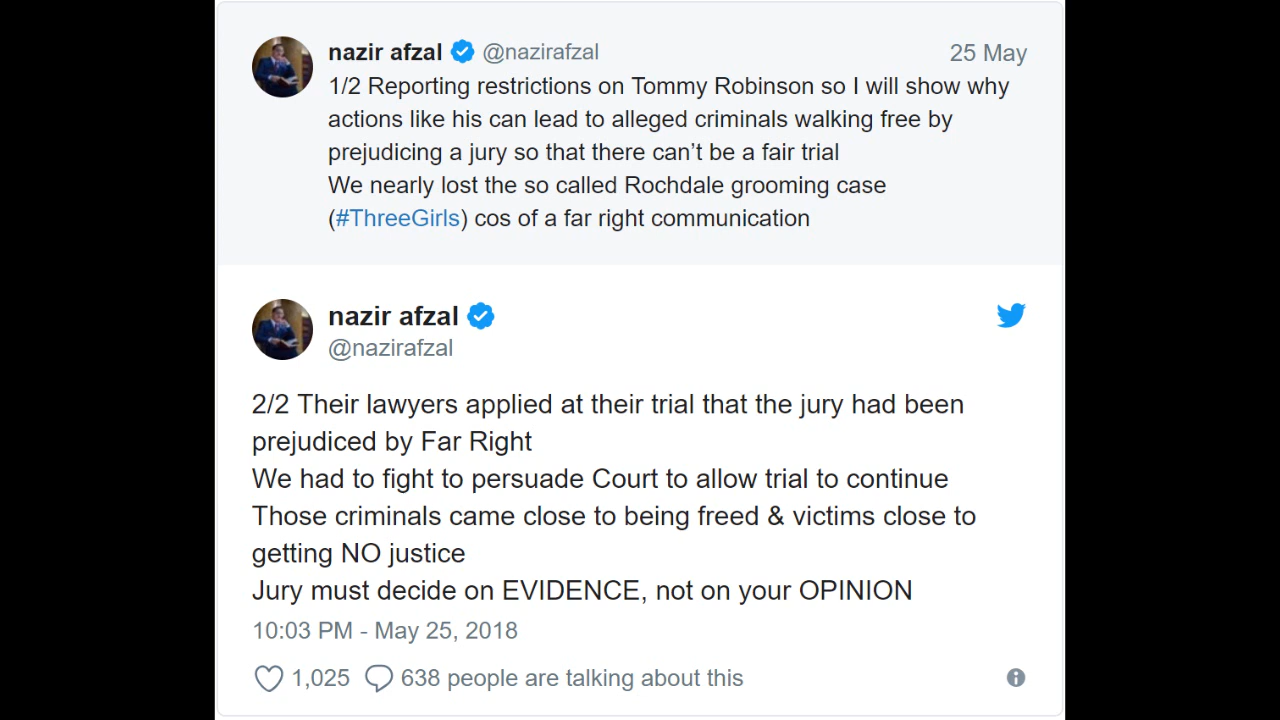 nazir afzal @nazirafzal 25 May
1/2 Reporting restrictions on Tommy Robinson so I will show why
actions like his can lead to alleged criminals walking free by
prejudicing a jury so that there can’t be a fair trial
We nearly lost the so called Rochdale grooming case
(#ThreeGirls) cos of a far right communication
nazir afzal
@nazirafzal
2/2 Their lawyers applied at their trial that the jury had been
prejudiced by Far Right
We had to fight to persuade Court to allow trial to continue
Those criminals came close to being freed & victims close to
getting NO justice
Jury must decide on EVIDENCE, not on your OPINION
10:03 PM - May 25, 2018
1,025 638 people are talking about this